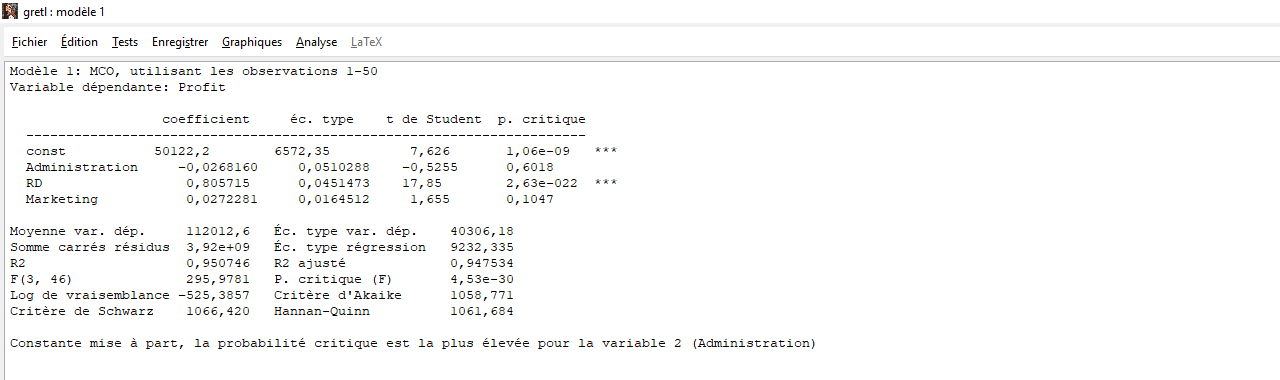 gretl : modèle 1
Fichier Édition Tests Enregistrer Graphiques Analyse LaTeX
Modèle 1: MCO, utilisant les observations 1-50
Variable dépendante: Profit
coefficient éc. type t de Student p. critique
---------------------------------------------------------------------
const 50122,2 6572,35 7,626 1,06e-09 ***
Administration -0,0268160 0,0510288 -0,5255 0,6018
RD 0,805715 0,0451473 17,85 2,63e-022 ***
Marketing 0,0272281 0,0164512 1,655 0,1047
Moyenne var. dép. 112012,6 Éc. type var. dép. 40306,18
Somme carrés résidus 3,92e+09 Éc. type régression 9232,335
R2 0,950746 R2 ajusté 0,947534
F(3, 46) 295,9781 P. critique (F) 4,53e-30
Log de vraisemblance -525,3857 Critère d'Akaike 1058,771
Critère de Schwarz 1066,420 Hannan-Quinn 1061,684
Constante mise à part, la probabilité critique est la plus élevée pour la variable 2 (Administration)